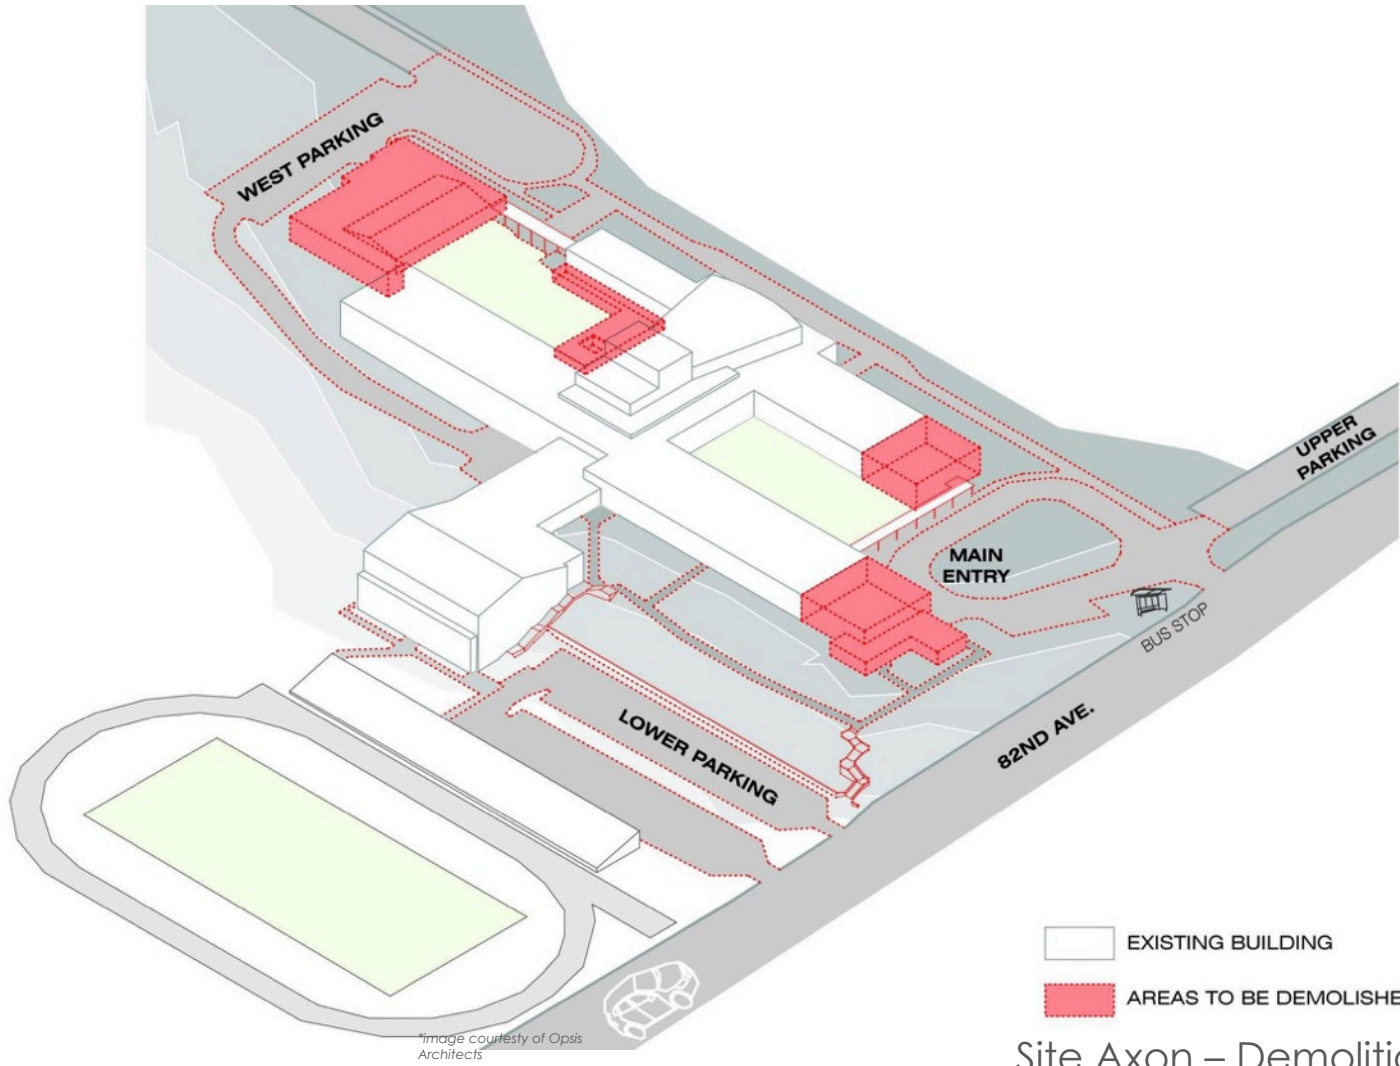 WEST PARKING
UPPER
PARKING
MAIN
ENTRY
BUS STOP
LOWER PARKING
82ND AVE.
EXISTING BUILDING
AREAS TO BE DEMOLISHE
*image courtesty of Opsis
Architects
Site Axon – Demolitio